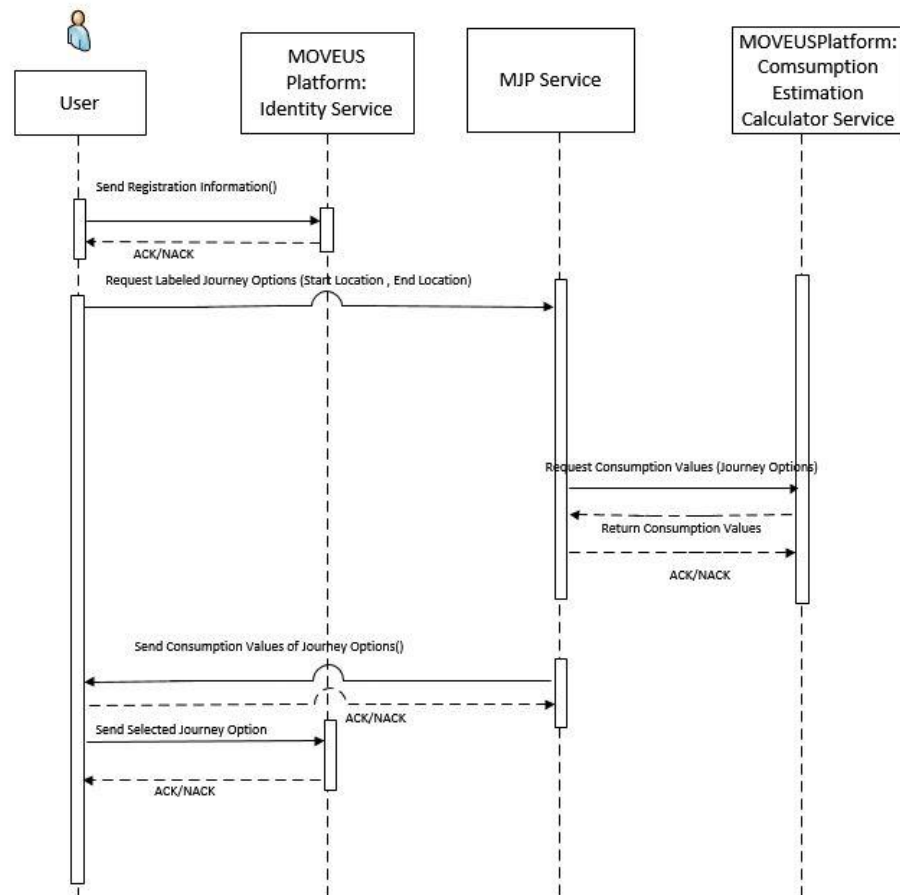 User
MOVEUS
Platform:
Identity Service
MJP Service
MOVEUSPlatform:
Comsumption
Estimation
Calculator Service
Send Registration Information()
ACK/NACK
Request Labeled Journey Options (Start Location , End Location)
Request Consumption Values (Journey Options)
Return Consumption Values
ACK/NACK
Send Consumption Values of Journey Options()
ACK/NACK
Send Selected Journey Option
ACK/NACK